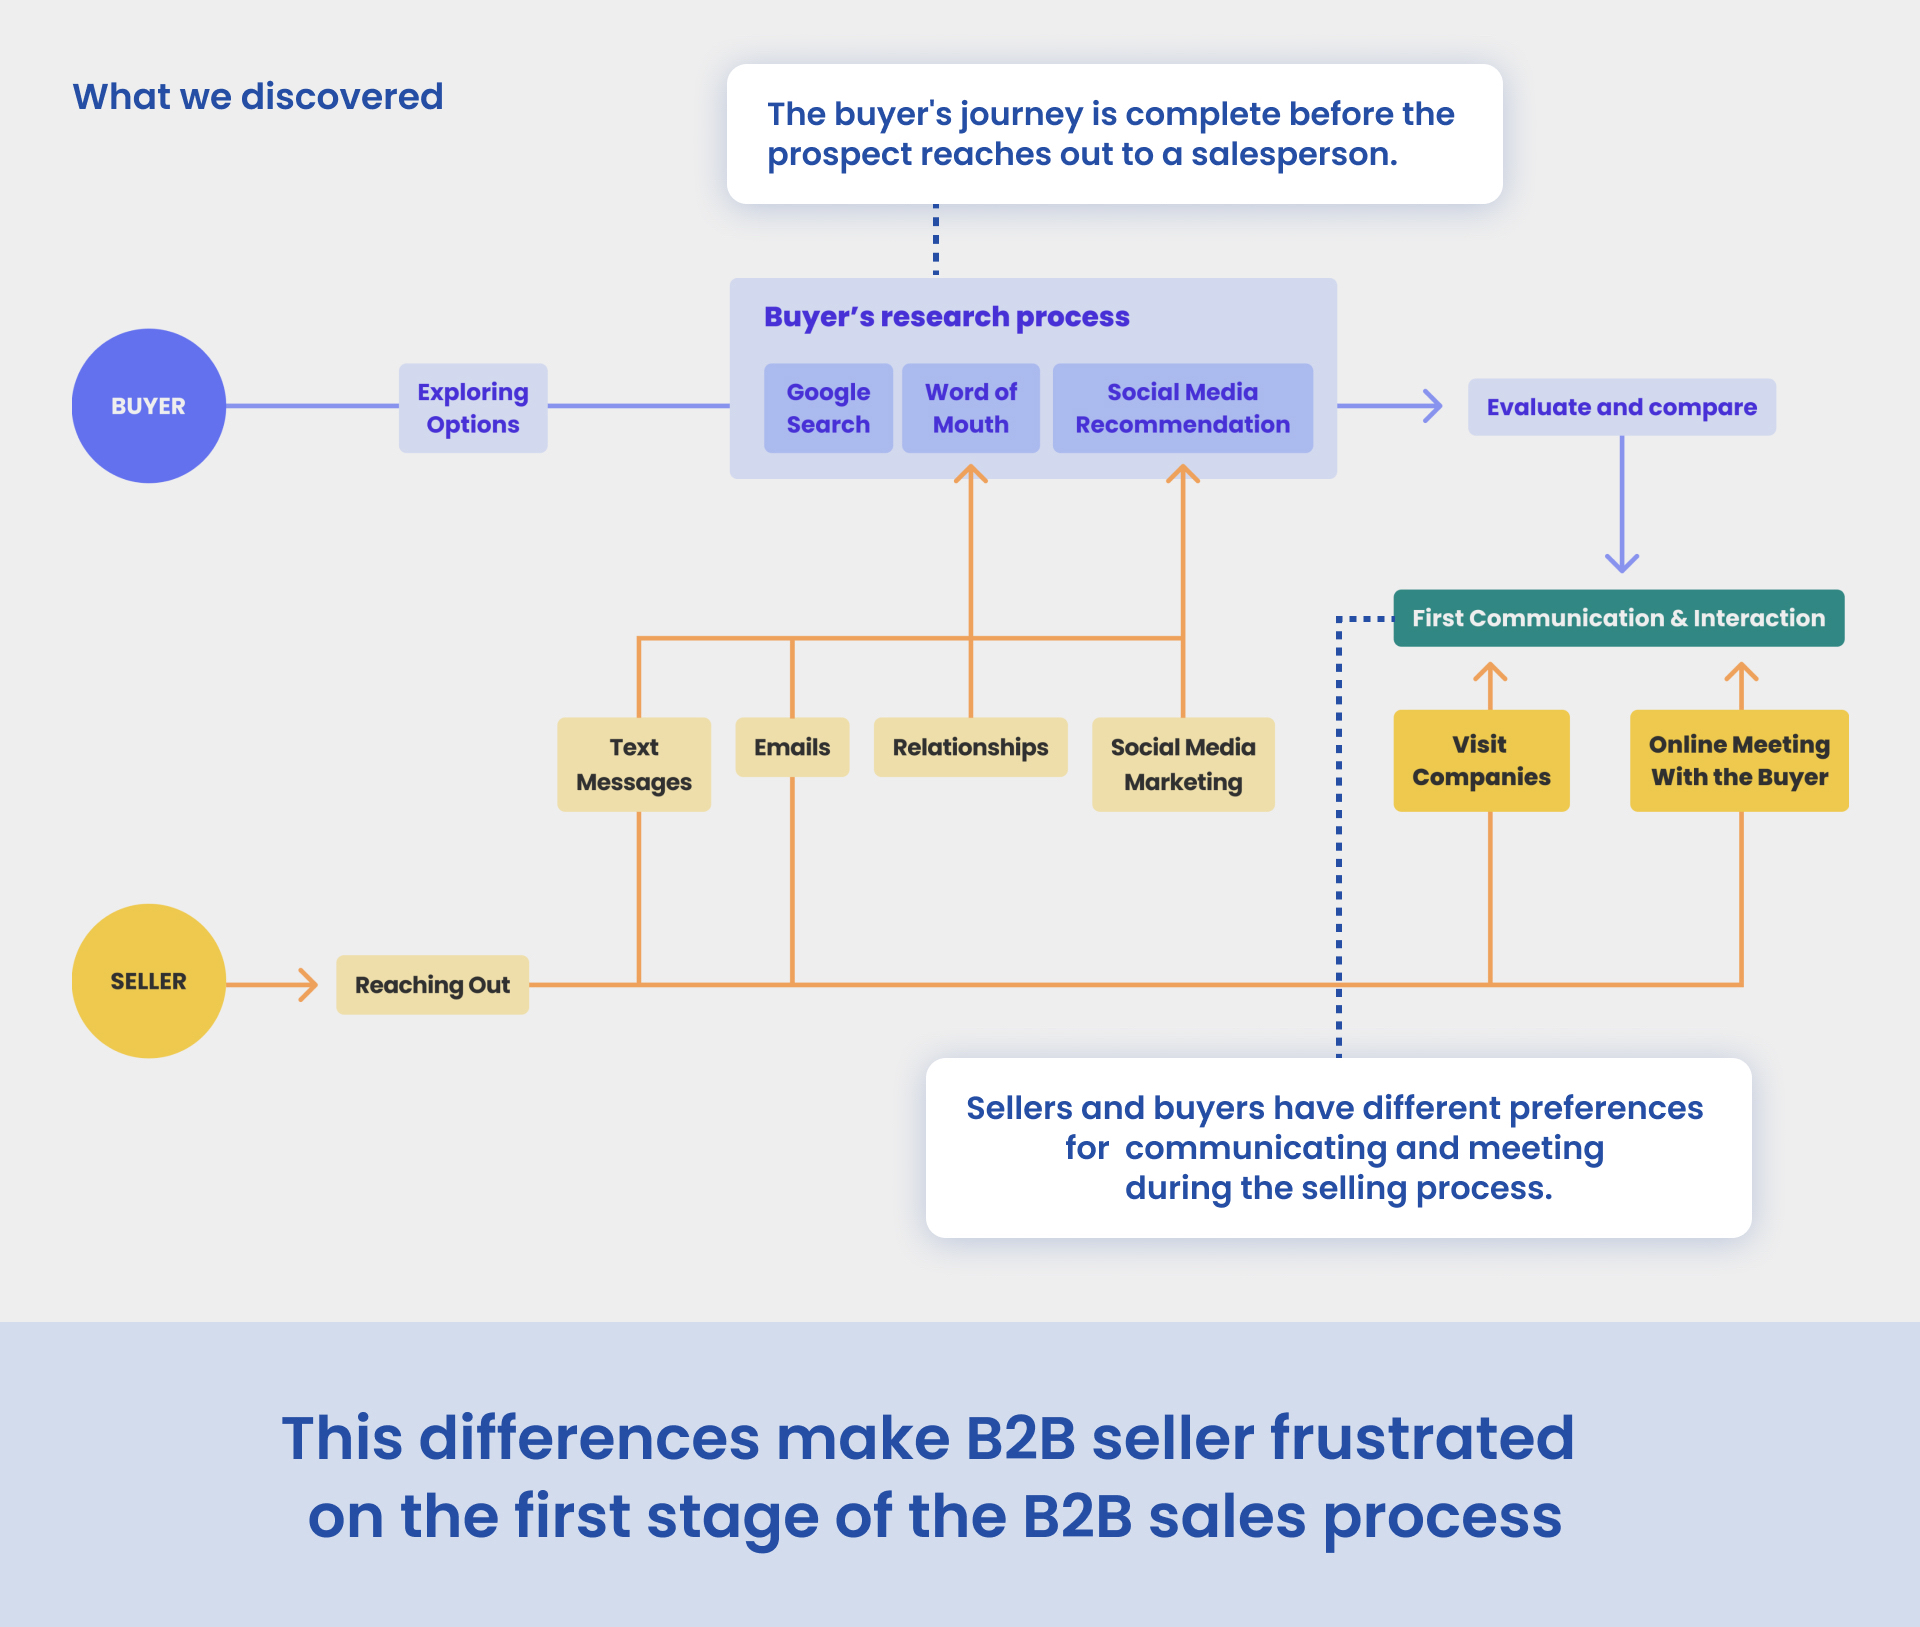 What we discovered
The buyer's journey is complete before the
prospect reaches out to a salesperson.
Buyer’s research process
BUYER
Exploring
Options
Google
Search
Word of
Mouth
Social Media
Recommendation
Evaluate and compare
First Communication & Interaction
Text
Messages
Emails
Relationships
Social Media
Marketing
Visit
Companies
Online Meeting
With the Buyer
SELLER
Reaching Out
Sellers and buyers have different preferences
for  communicating and meeting
during the selling process.
This differences make B2B seller frustrated
on the first stage of the B2B sales process